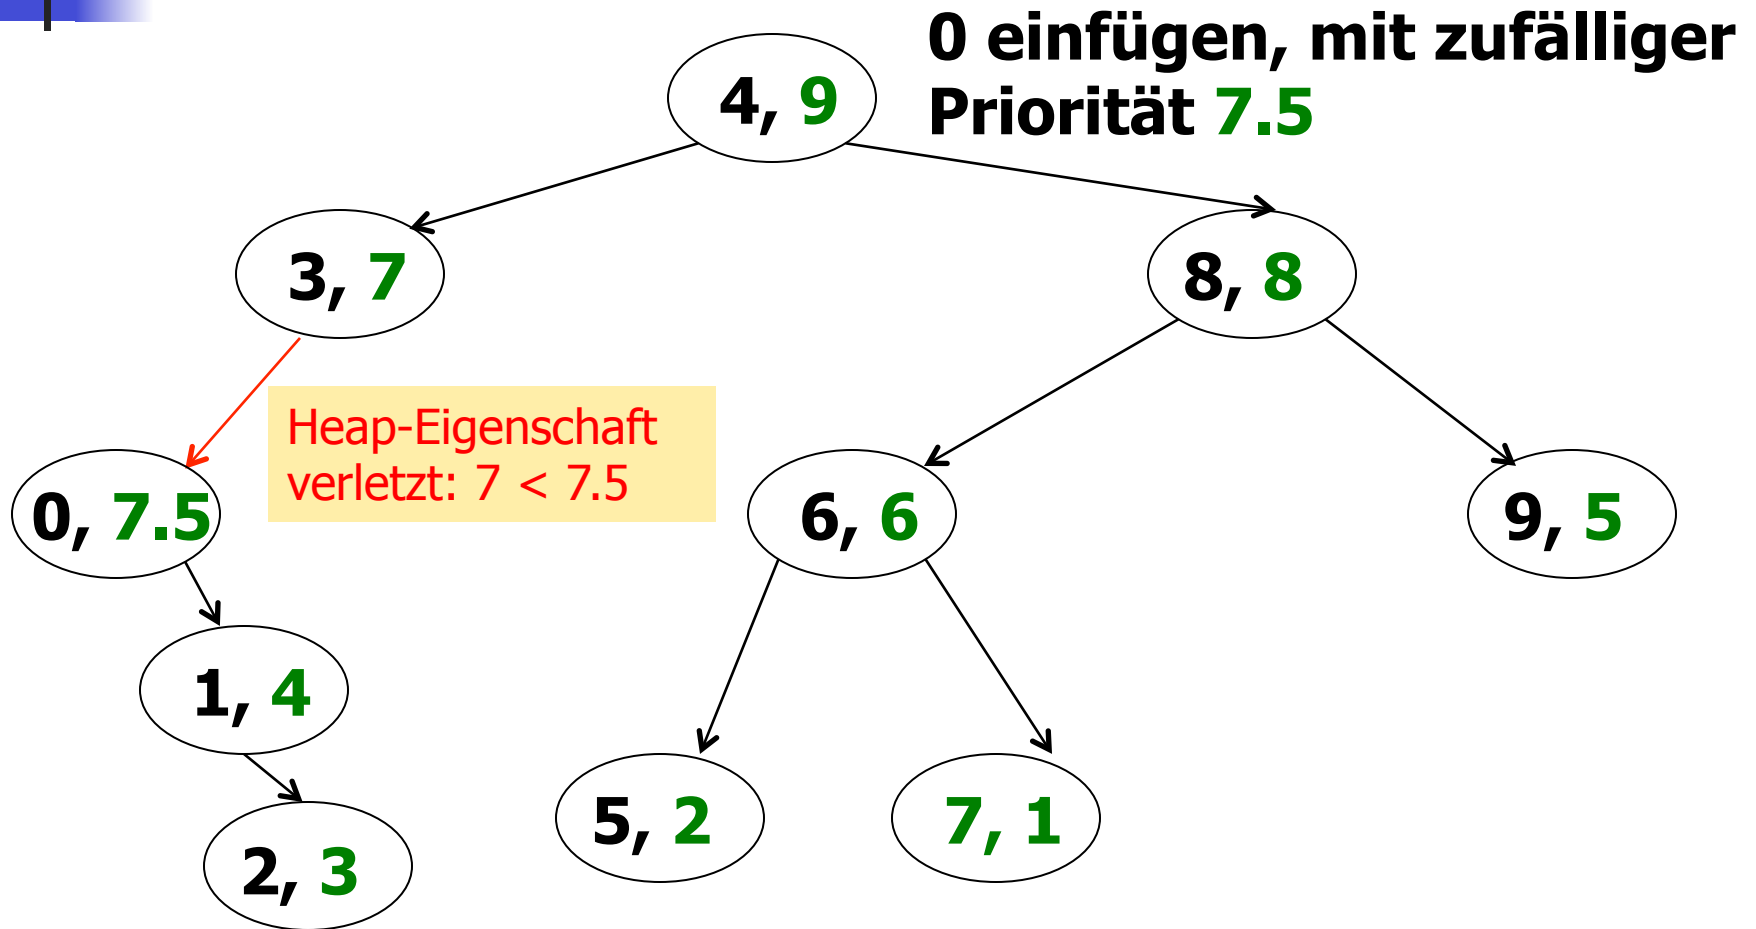 0 einfügen, mit zufälliger
Priorität 7.5
4, 9
3, 7
8, 8
Heap-Eigenschaft
verletzt: 7 < 7.5
0, 7.5
6, 6
9, 5
1, 4
5, 2
7, 1
2, 3